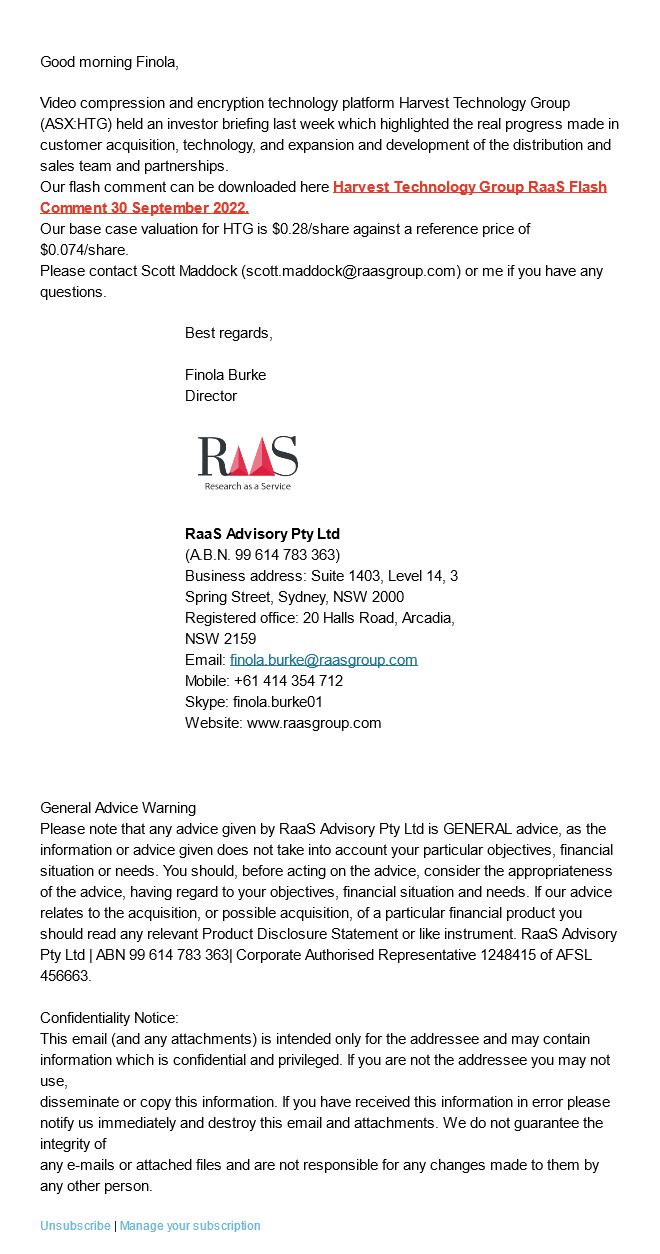 Good morning Finola,
Video compression and encryption technology platform Harvest Technology Group
(ASX:HTG) held an investor briefing last week which highlighted the real progress made in
customer acquisition, technology, and expansion and development of the distribution and
sales team and partnerships.
Our flash comment can be downloaded here Harvest Technology Group RaaS Flash
Comment 30 September 2022.
Our base case valuation for HTG is $0.28/share against a reference price of
$0.074/share.
Please contact Scott Maddock (scott.maddock@raasgroup.com) or me if you have any
questions.
Best regards,
Finola Burke
Director
RAAS
Research as a Service
RaaS Advisory Pty Ltd
(A.B.N. 99 614 783 363)
Business address: Suite 1403, Level 14, 3
Spring Street, Sydney, NSW 2000
Registered office: 20 Halls Road, Arcadia,
NSW 2159
Email: finola.burke@raasgroup.com
Mobile: +61 414 354 712
Skype: finola.burke01
Website: www.raasgroup.com
General Advice Warning
Please note that any advice given by RaaS Advisory Pty Ltd is GENERAL advice, as the
information or advice given does not take into account your particular objectives, financial
situation or needs. You should, before acting on the advice, consider the appropriateness
of the advice, having regard to your objectives, financial situation and needs. If our advice
relates to the acquisition, or possible acquisition, of a particular financial product you
should read any relevant Product Disclosure Statement or like instrument. RaaS Advisory
Pty Ltd | ABN 99 614 783 363| Corporate Authorised Representative 1248415 of AFSL
456663.
Confidentiality Notice:
This email (and any attachments) is intended only for the addressee and may contain
information which is confidential and privileged. If you are not the addressee you may not
use,
disseminate or copy this information. If you have received this information in error please
notify us immediately and destroy this email and attachments. We do not guarantee the
integrity of
any e-mails or attached files and are not responsible for any changes made to them by
any other person.
Unsubscribe | Manage your subscription